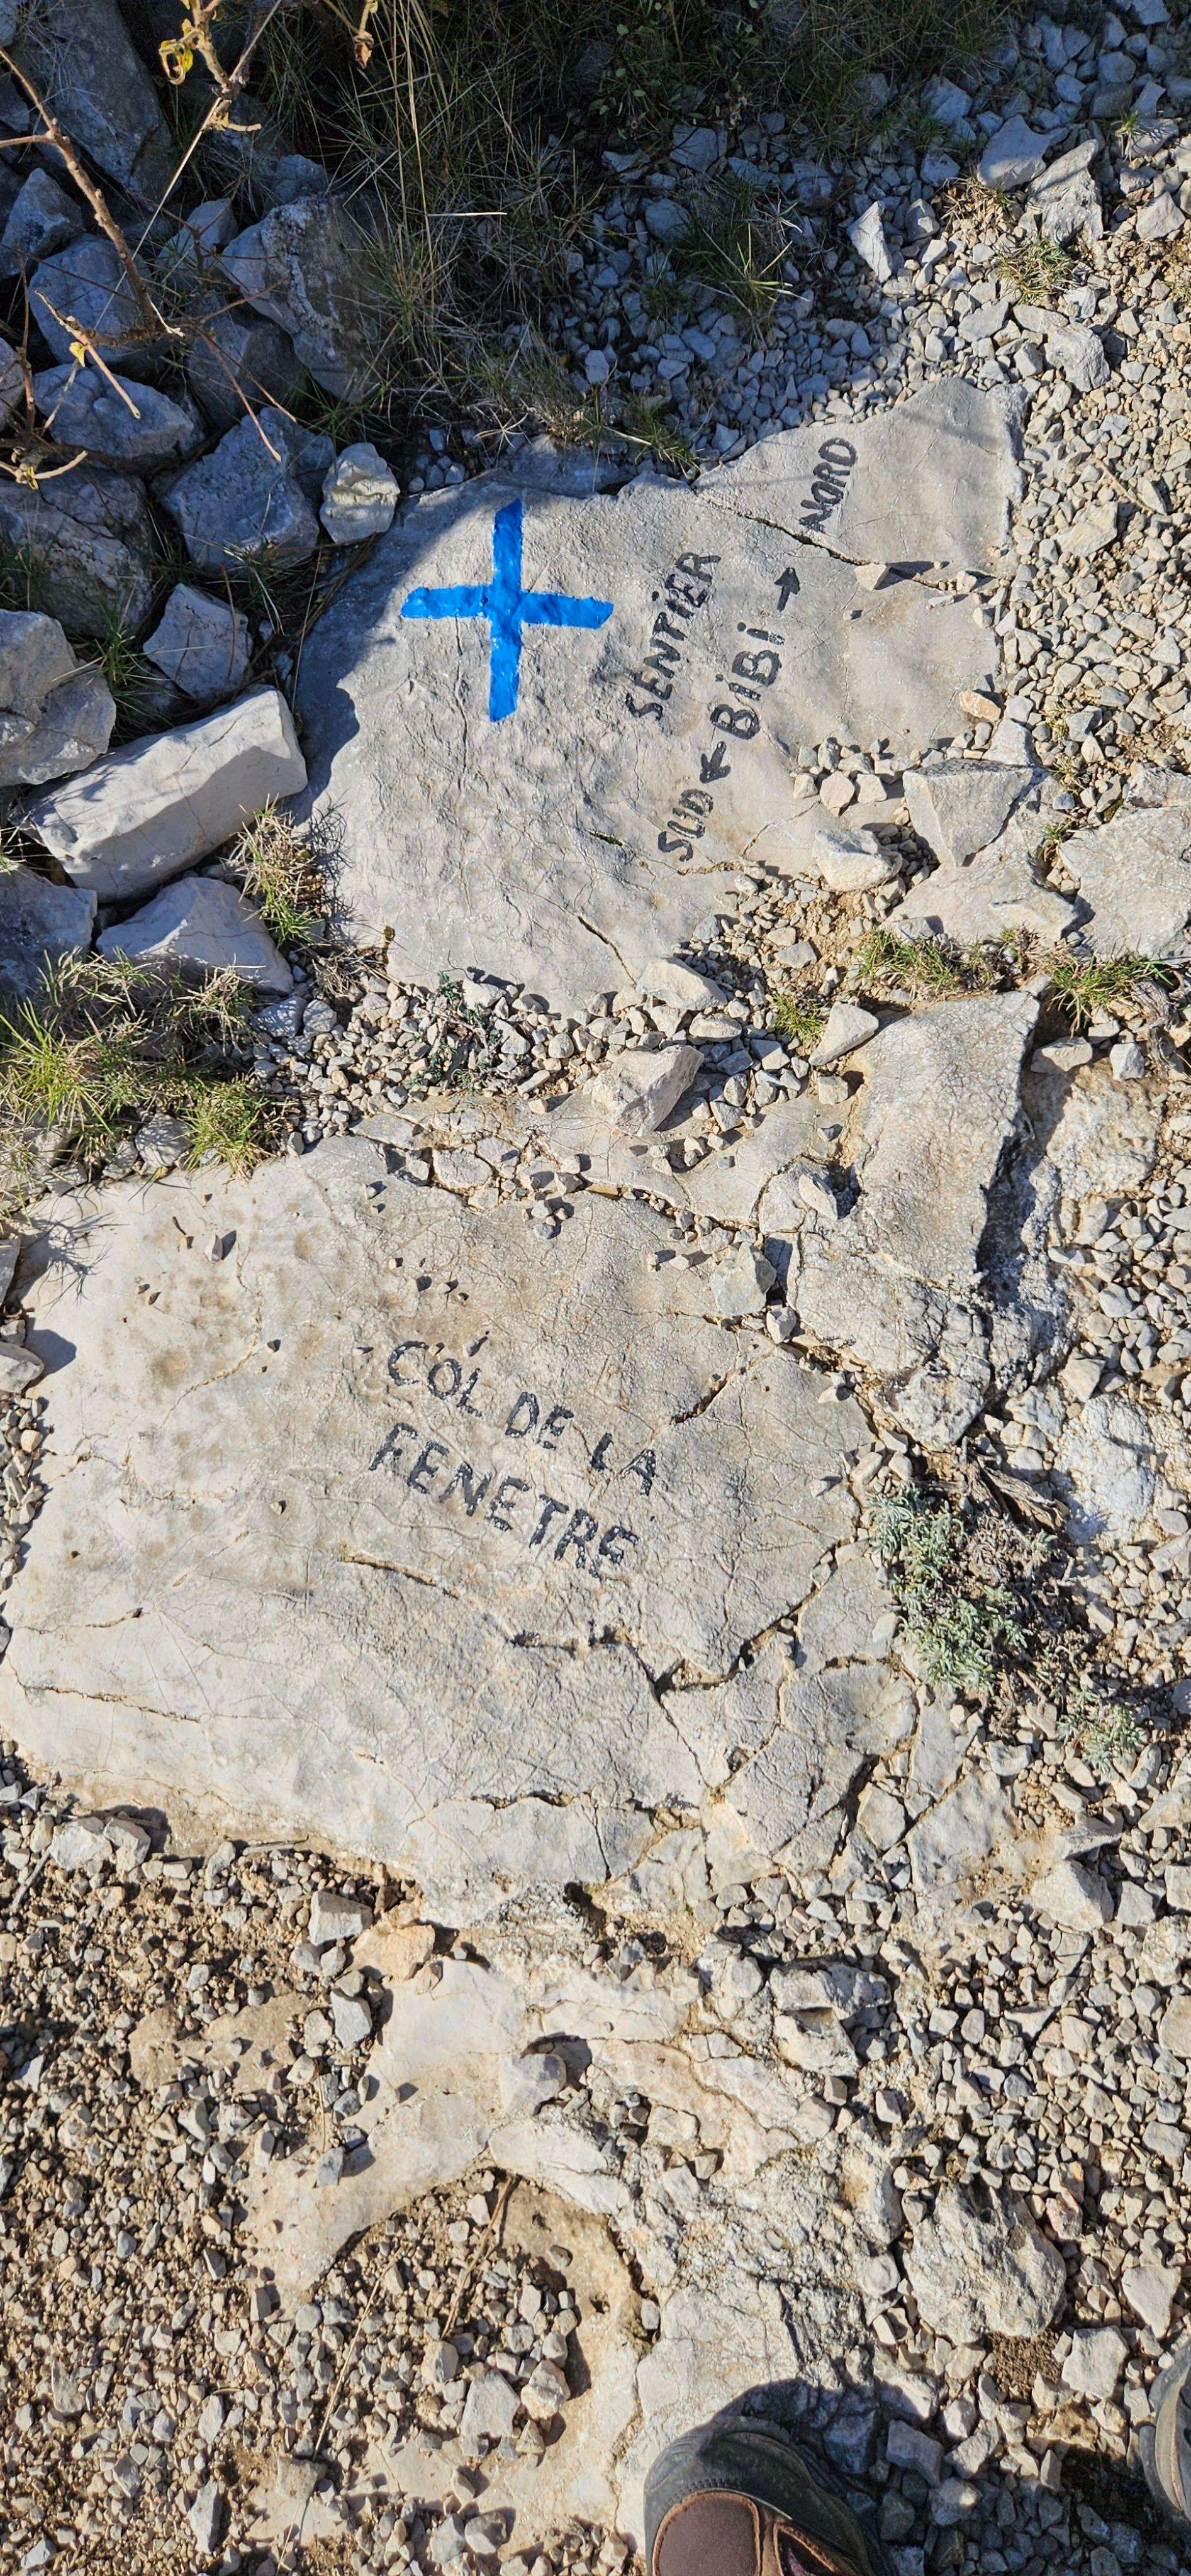 SENTiER
SUD ← BiBi → NORD
COL DE LA
FENETRE